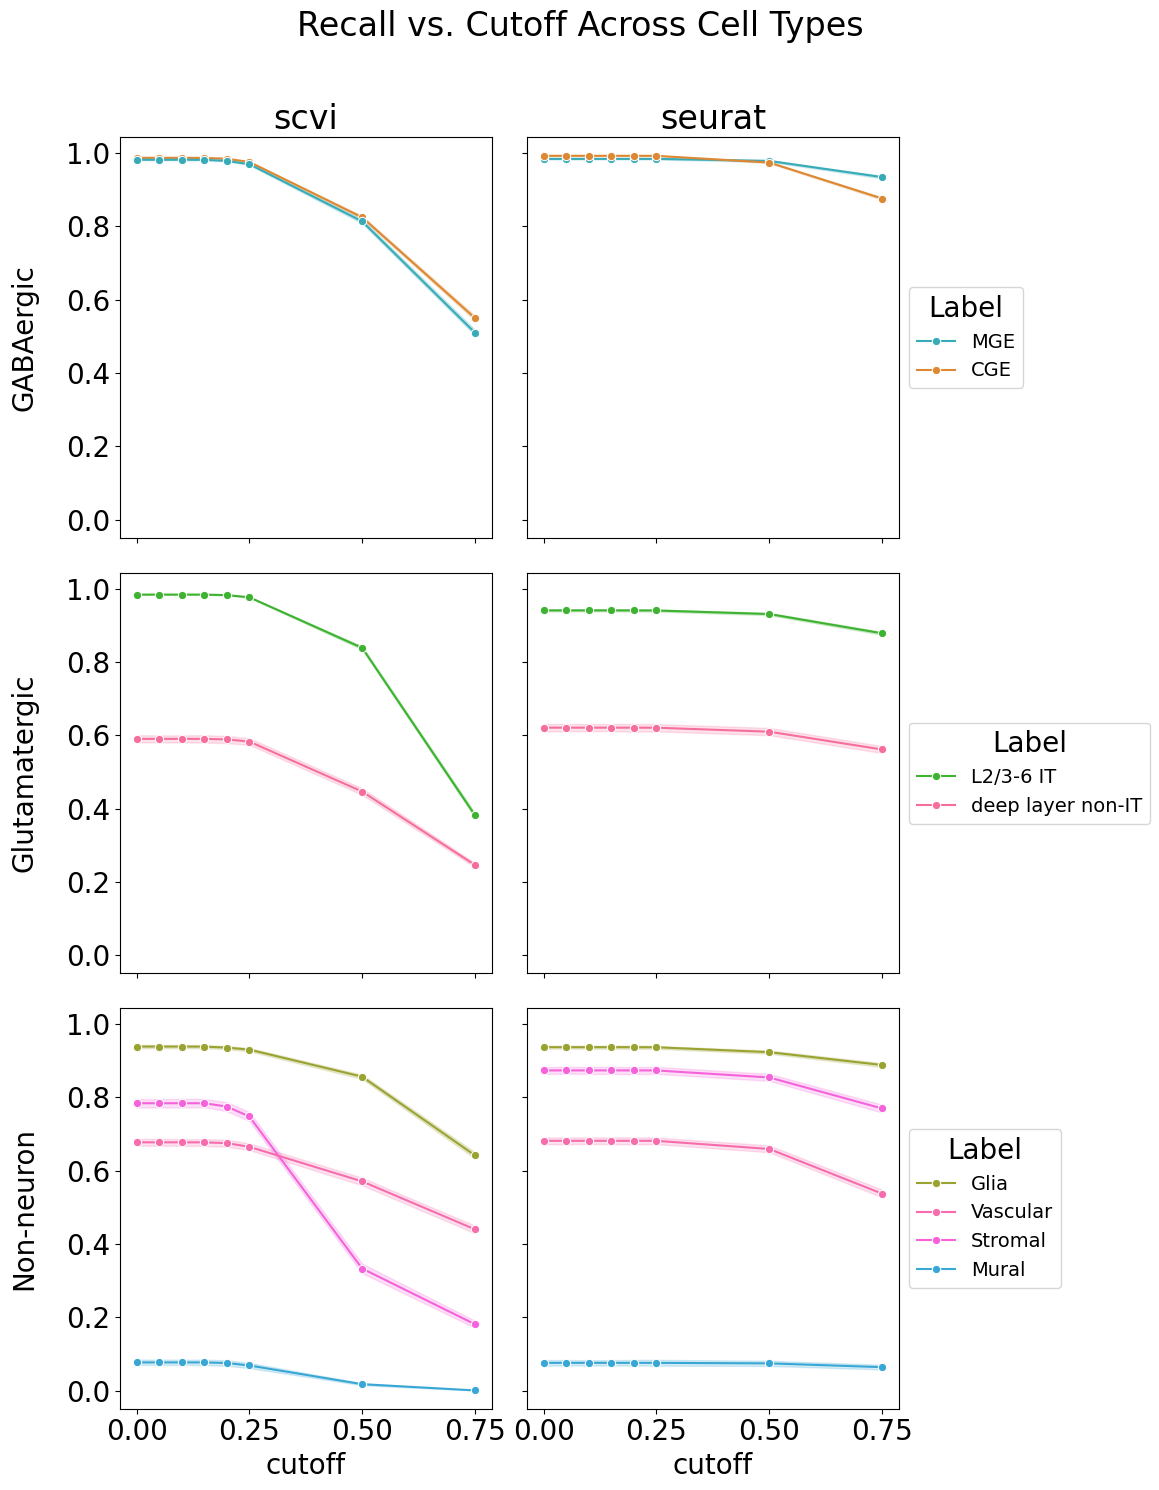 Recall vs. Cutoff Across Cell Types
scvi
seurat
GABAergic
1.0
0.8
0.6
0.4
0.2
0.0
Label
MGE
CGE
Glutamatergic
1.0
0.8
0.6
0.4
0.2
0.0
Label
L2/3-6 IT
deep layer non-IT
Non-neuron
1.0
0.8
0.6
0.4
0.2
0.0
Label
Glia
Vascular
Stromal
Mural
0.00 0.25 0.50 0.75
cutoff
0.00 0.25 0.50 0.75
cutoff